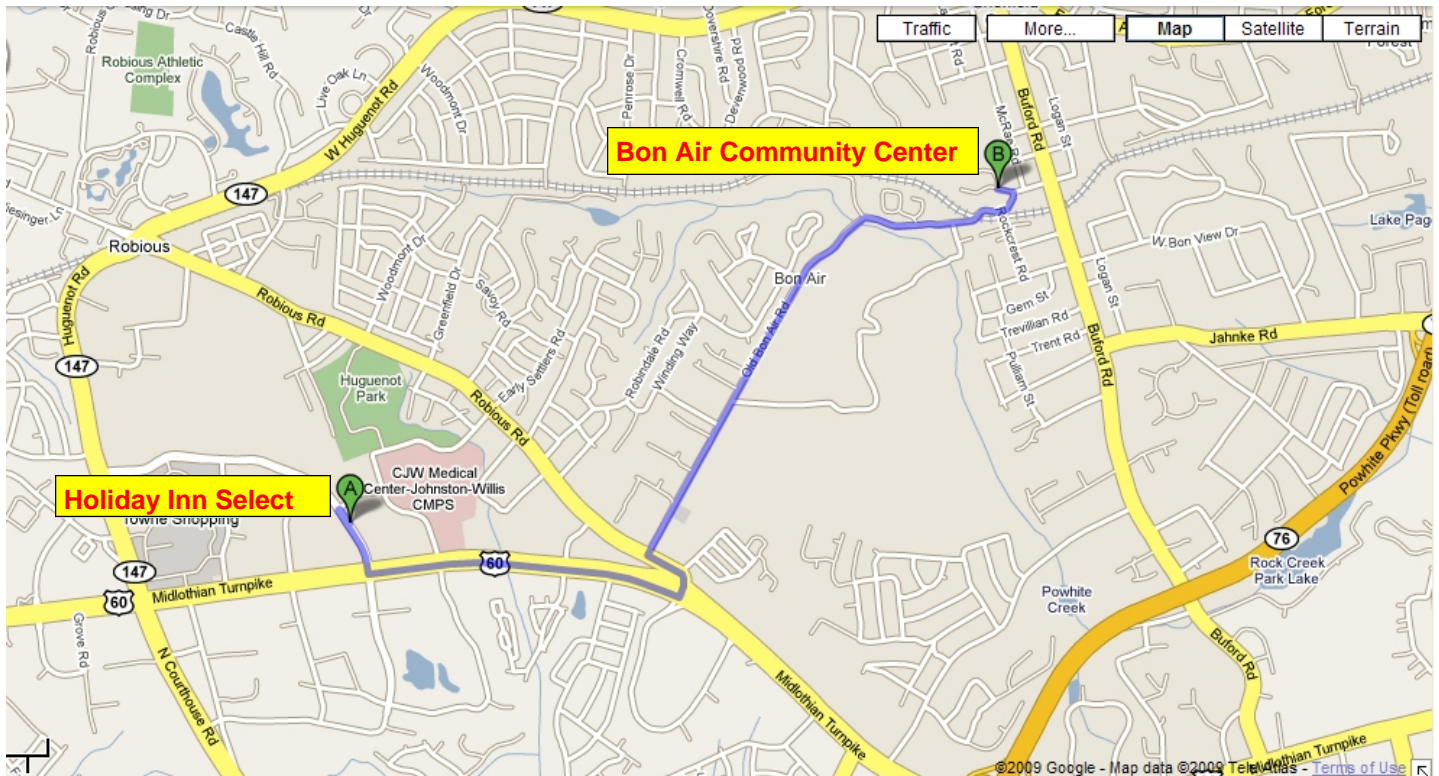 Traffic
More...
Map
Satellite
Terrain
Forest
Robious Athletic
Complex
Castle Hill Rd
Live Oak Ln
Woodmont Dr
W Huguenot Rd
Penrose Dr
Cromwell Rd
Dovershire Rd
Devenwood Rd
McRae Rd
Buford Rd
Logan St
Bon Air Community Center
B
147
Robious
Huguenot Rd
Robious Rd
Woodmont Dr
Greenfield Dr
Savoy Rd
Early Settlers Rd
Robindale Rd
Winding Way
Bon Air
Old Bon Air Rd
Rockcrest Rd
W.Bon View Dr
Logan St
Lake Pag
Gem St
Trevillian Rd
Trent Rd
Pulliam St
Buford Rd
Jahnke Rd
147
Huguenot
Park
Robious Rd
CJW Medical
Center-Johnston-Willis
CMPS
Holiday Inn Select
A
Towne Shopping
147
60
Midlothian Turnpike
60
Grove Rd
N Courthouse Rd
Powhite Pkwy (Toll road)
76
Rock Creek
Park Lake
Powhite
Creek
Buford Rd
Midlothian Turnpike
Midlothian Turnpike
©2009 Google - Map data ©2009 Tele Atlas - Terms of Use